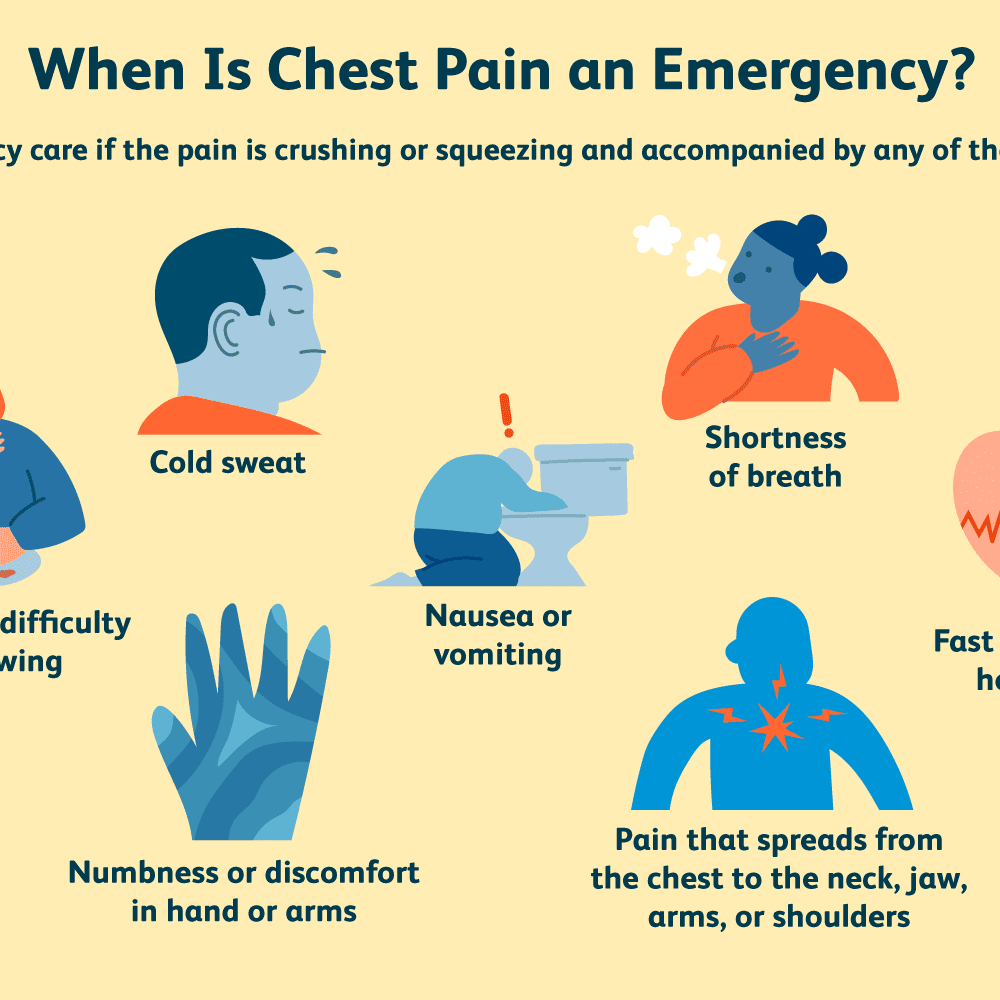 When Is Chest Pain an Emergency?
cy care if the pain is crushing or squeezing and accompanied by any of th
Cold sweat
Shortness
of breath
difficulty
wing
Nausea or
vomiting
Fast
Numbness or discomfort
in hand or arms
Pain that spreads from
the chest to the neck, jaw,
arms, or shoulders